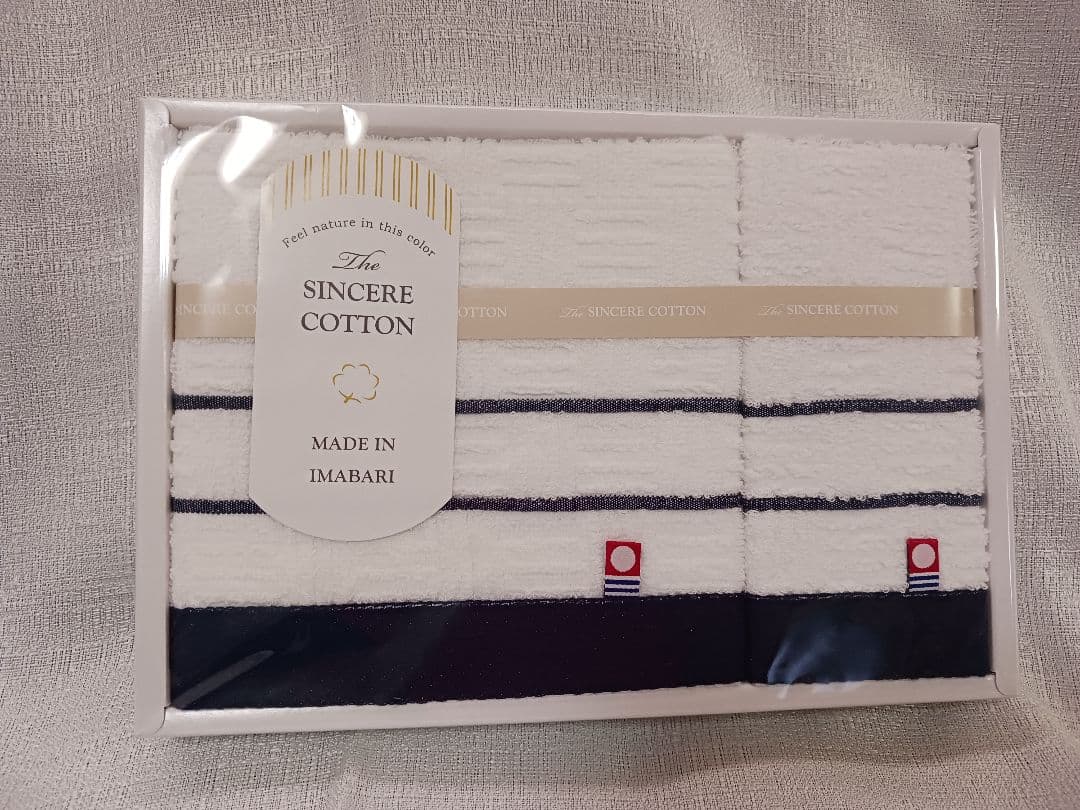 Feel nature in this color
The
SINCERE
COTTON
MADE IN
IMABARI
SINCERE CO
OTTON
The SINCERE COTTON
The SINCERE COTTON